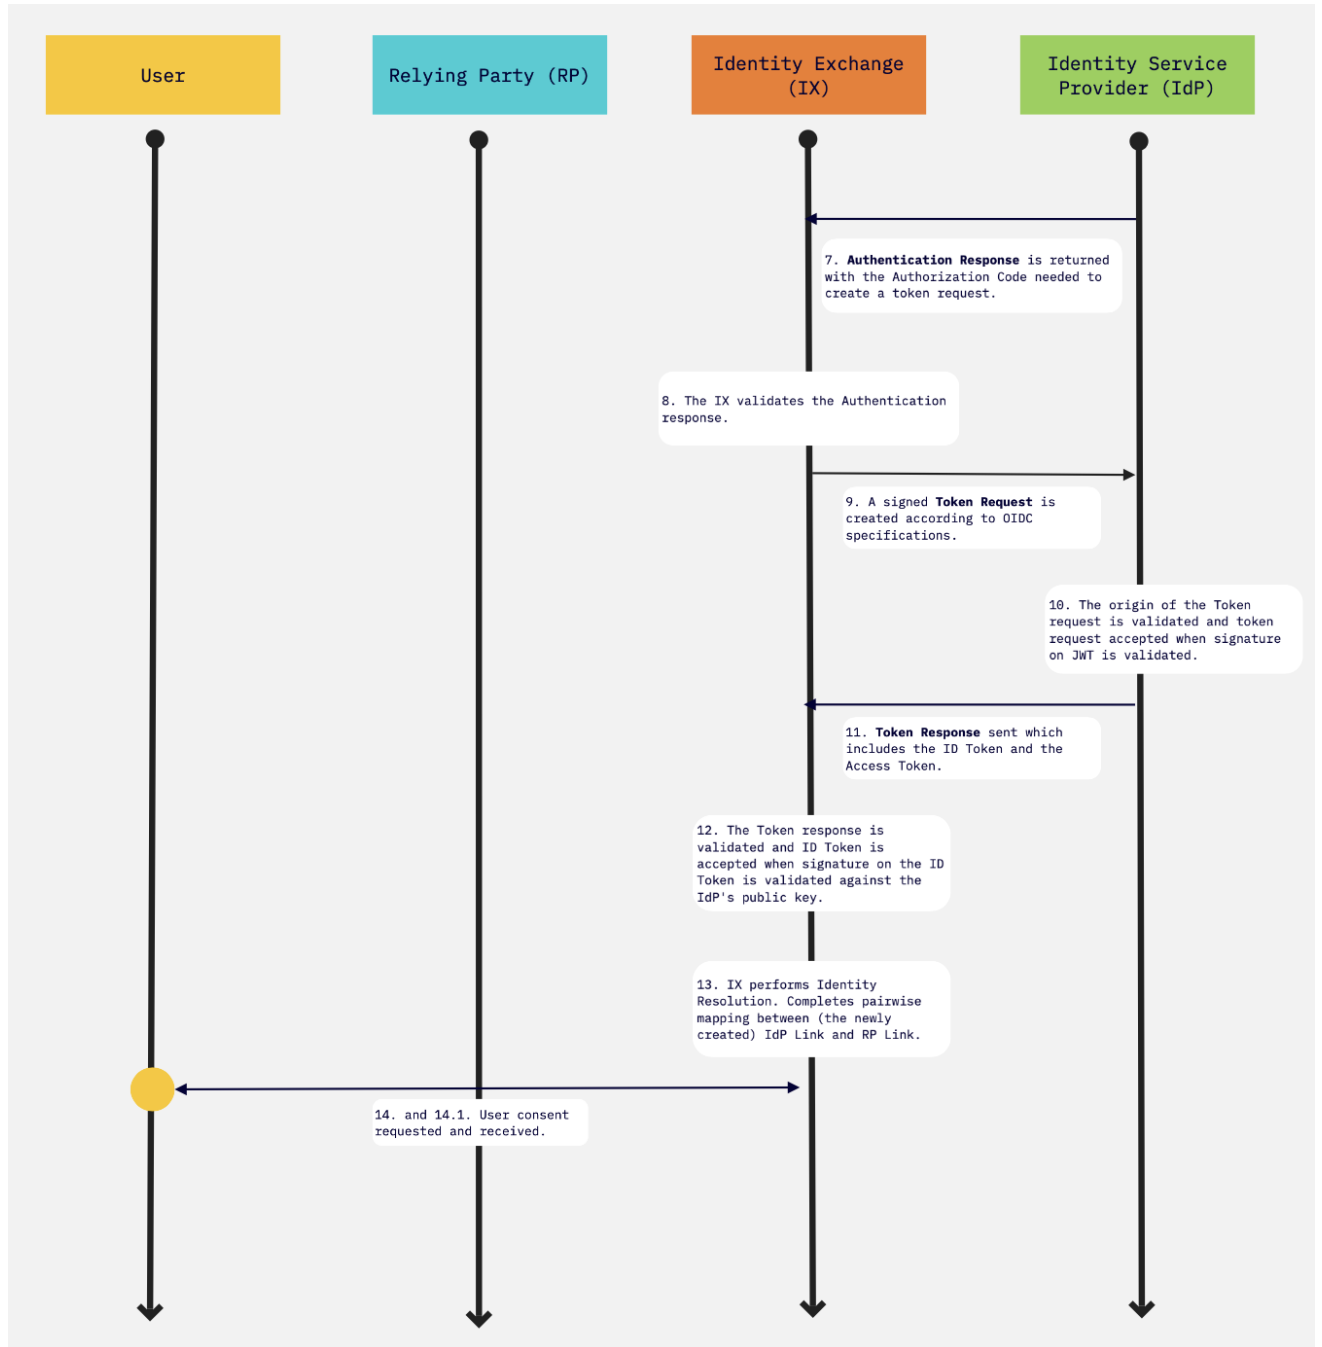 User
Relying Party (RP)
Identity Exchange
(IX)
Identity Service
Provider (IdP)
7. Authentication Response is returned
with the Authorization Code needed to
create a token request.
8. The IX validates the Authentication
response.
9. A signed Token Request is
created according to OIDC
specifications.
10. The origin of the Token
request is validated and token
request accepted when signature
on JWT is validated.
11. Token Response sent which
includes the ID Token and the
Access Token.
12. The Token response is
validated and ID Token is
accepted when signature on the ID
Token is validated against the
IdP's public key.
13. IX performs Identity
Resolution. Completes pairwise
mapping between (the newly
created) IdP Link and RP Link.
14. and 14.1. User consent
requested and received.